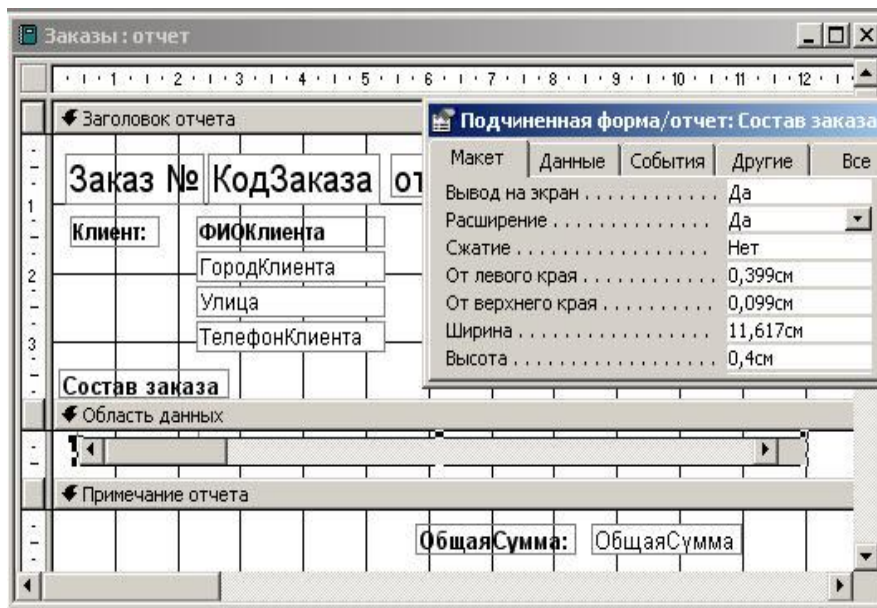 Заказы : отчет
1 2 3 4 5 6 7 8 9 10 11 12
Заголовок отчета
Заказ № КодЗаказа от
Клиент: ФИОКлиента
ГородКлиента
Улица
ТелефонКлиента
Состав заказа
Область данных
Примечание отчета
ОбщаяСумма: ОбщаяСумма
1
2
3
Подчиненная форма/отчет: Состав заказа
Макет Данные События Другие Все
Вывод на экран . . . . . . . . . . . . Да
Расширение . . . . . . . . . . . . . . Да
Сжатие . . . . . . . . . . . . . . . . . Нет
От левого края . . . . . . . . . . . . 0,399см
От верхнего края . . . . . . . . . . 0,099см
Ширина . . . . . . . . . . . . . . . . . 11,617см
Высота . . . . . . . . . . . . . . . . . 0,4см